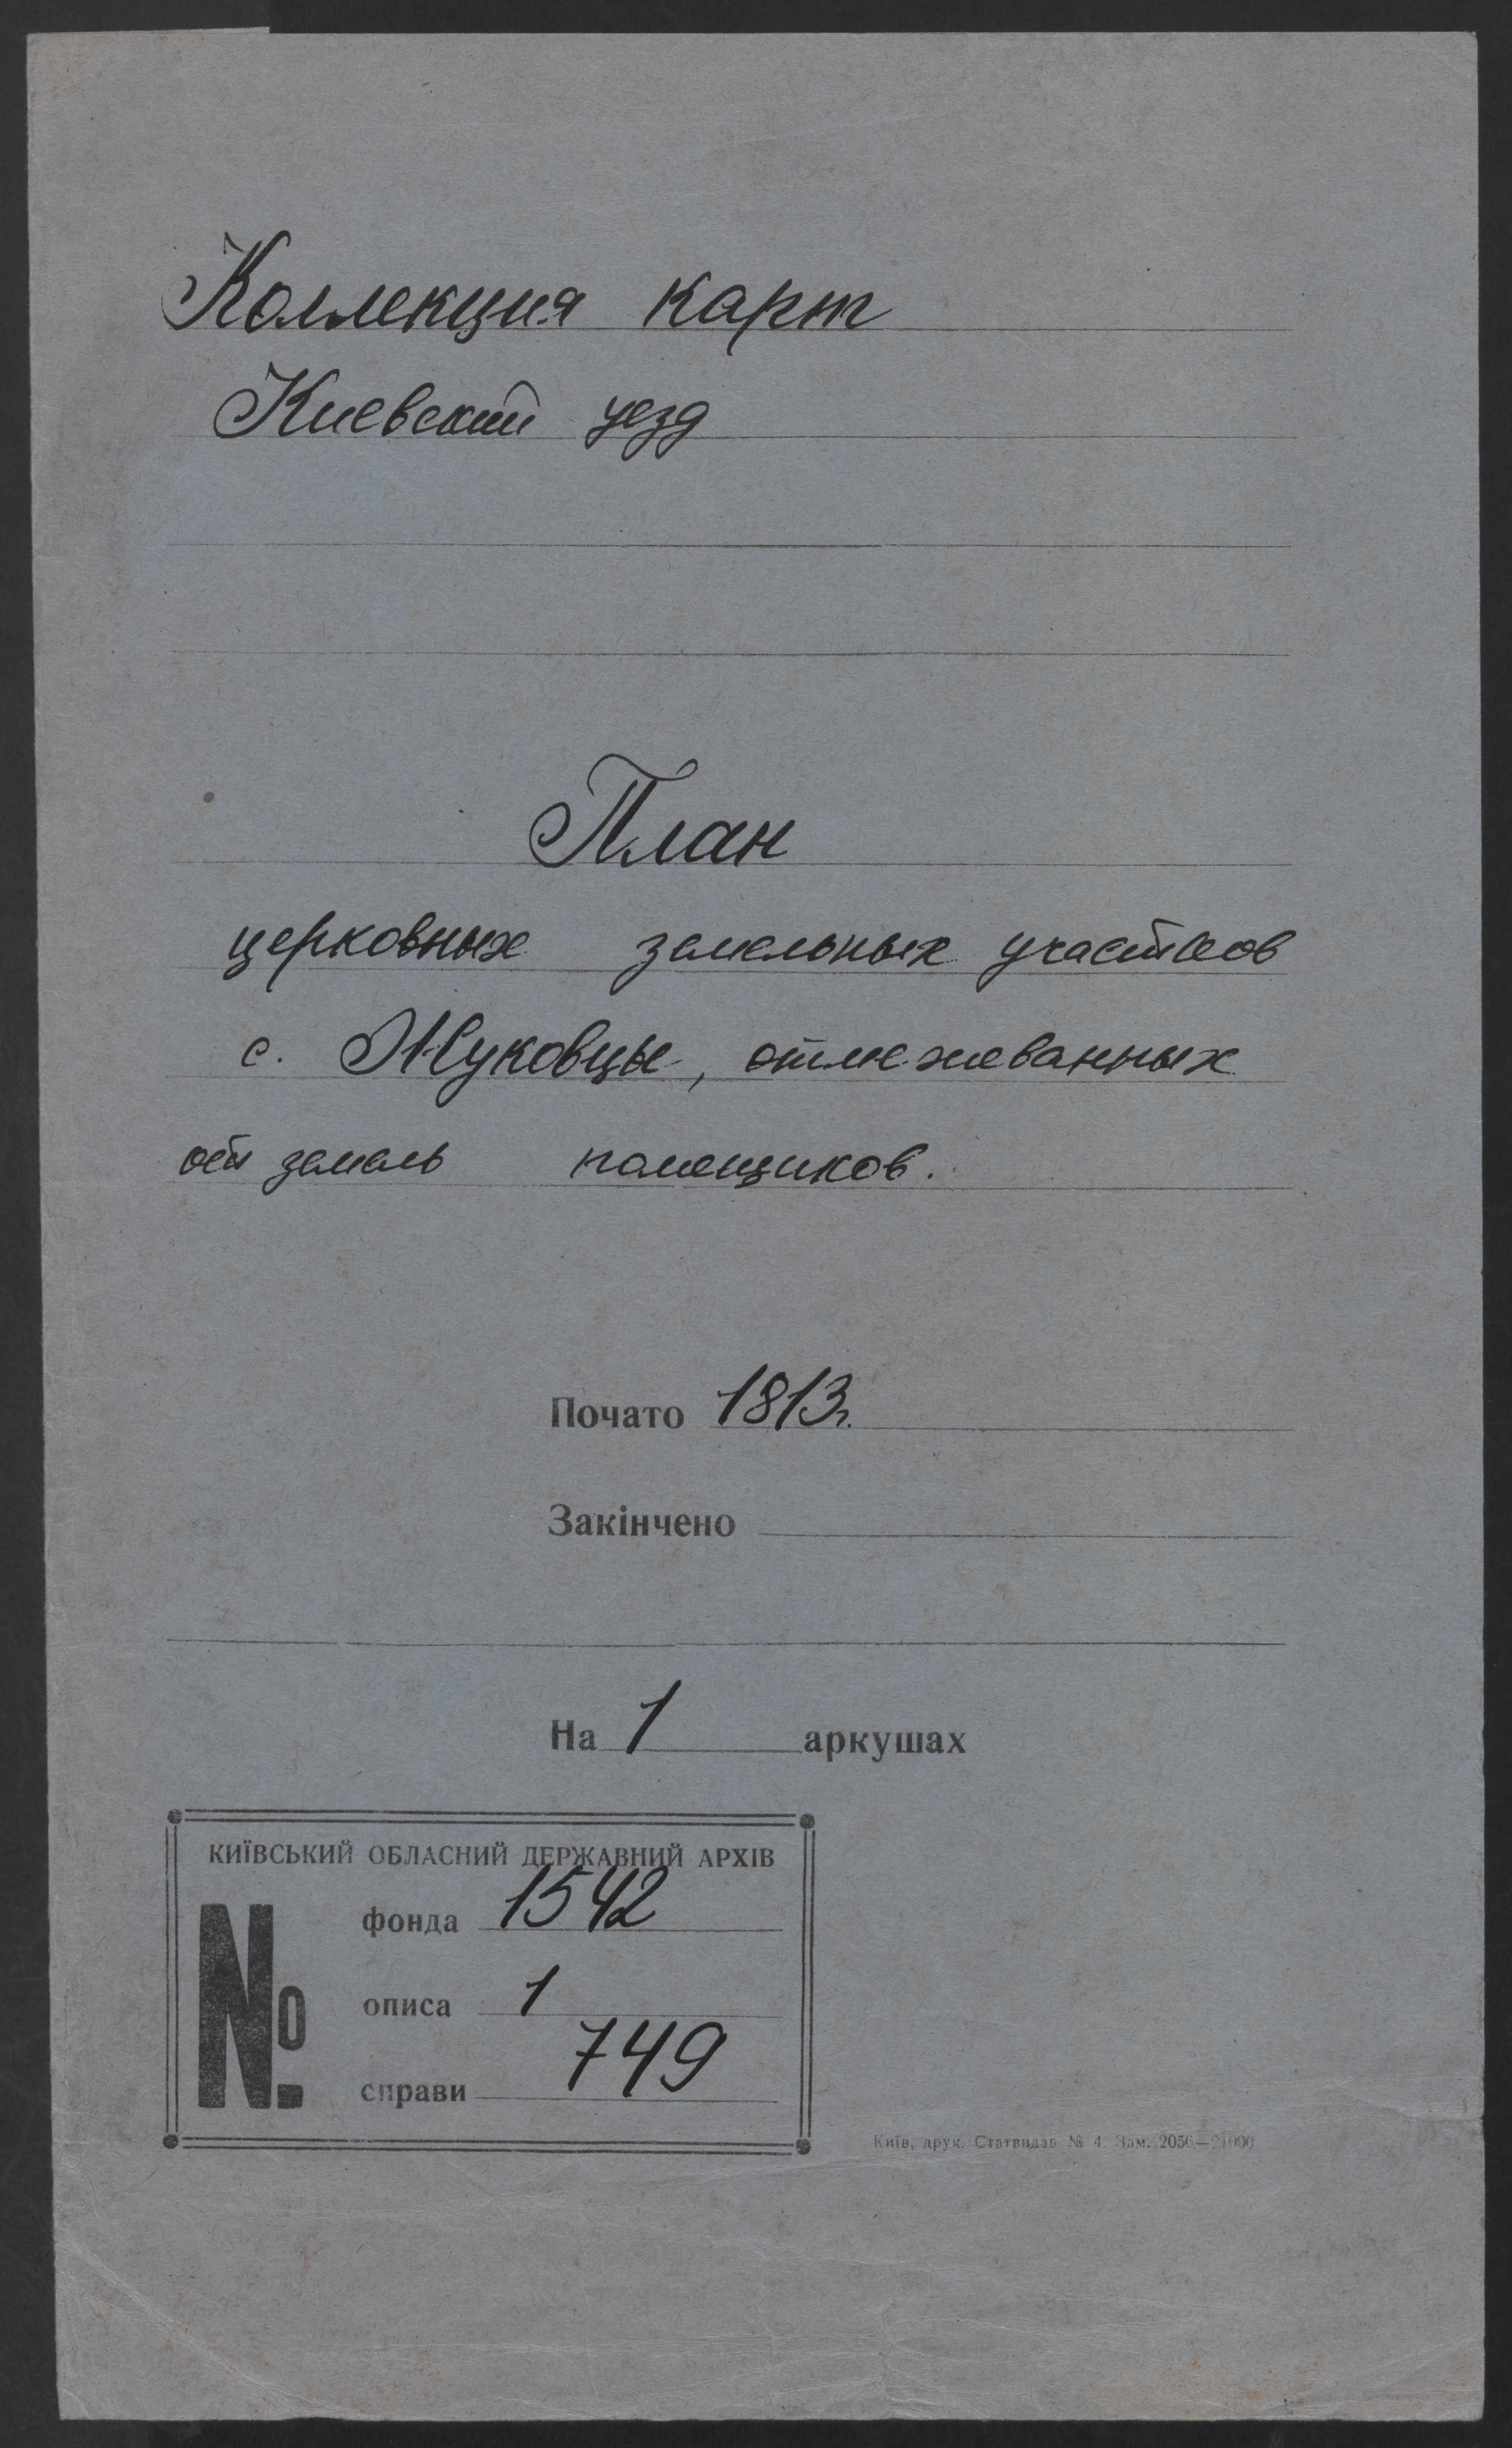 Коллекция карт
Киевский уезд
План
церковных земельных участков
с. Жуковцы, отмежеванных
от земель помещиков.
Почато 1813 г.
Закінчено
На 1 аркушах
КИЇВСЬКИЙ ОБЛАСНИЙ ДЕРЖАВНИЙ АРХІВ
№
фонда 1542
описа 1
справи 749
Київ, друк. Статвидав № 4. Зам. 2056—21000